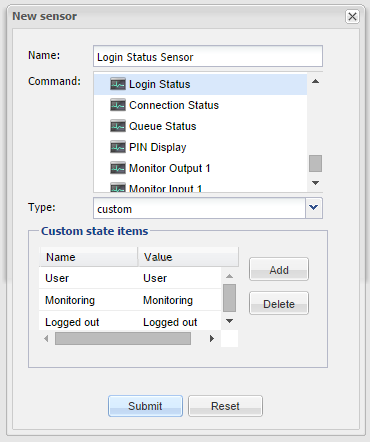 New sensor
Name: Login Status Sensor
Command: Login Status
Connection Status
Queue Status
PIN Display
Monitor Output 1
Monitor Input 1
Type: custom
Custom state items
Name Value
User User
Monitoring Monitoring
Logged out Logged out
Add
Delete
Submit Reset